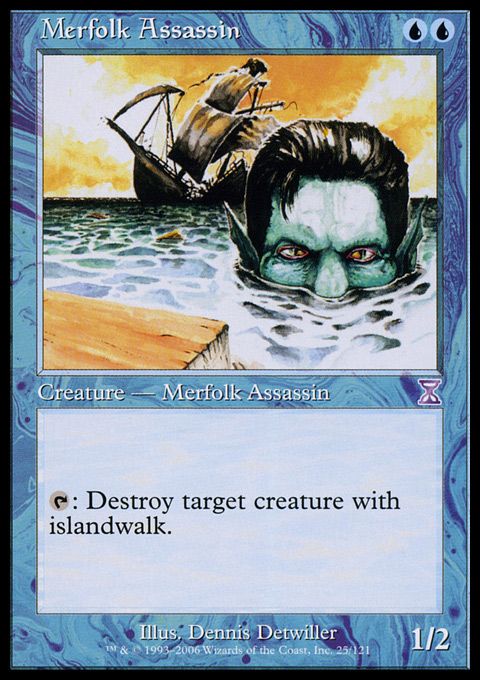 Merfolk Assassin
Creature — Merfolk Assassin
: Destroy target creature with
islandwalk.
Illus. Dennis Detwiller
1/2
™ & © 1993-2006 Wizards of the Coast, Inc. 25/121